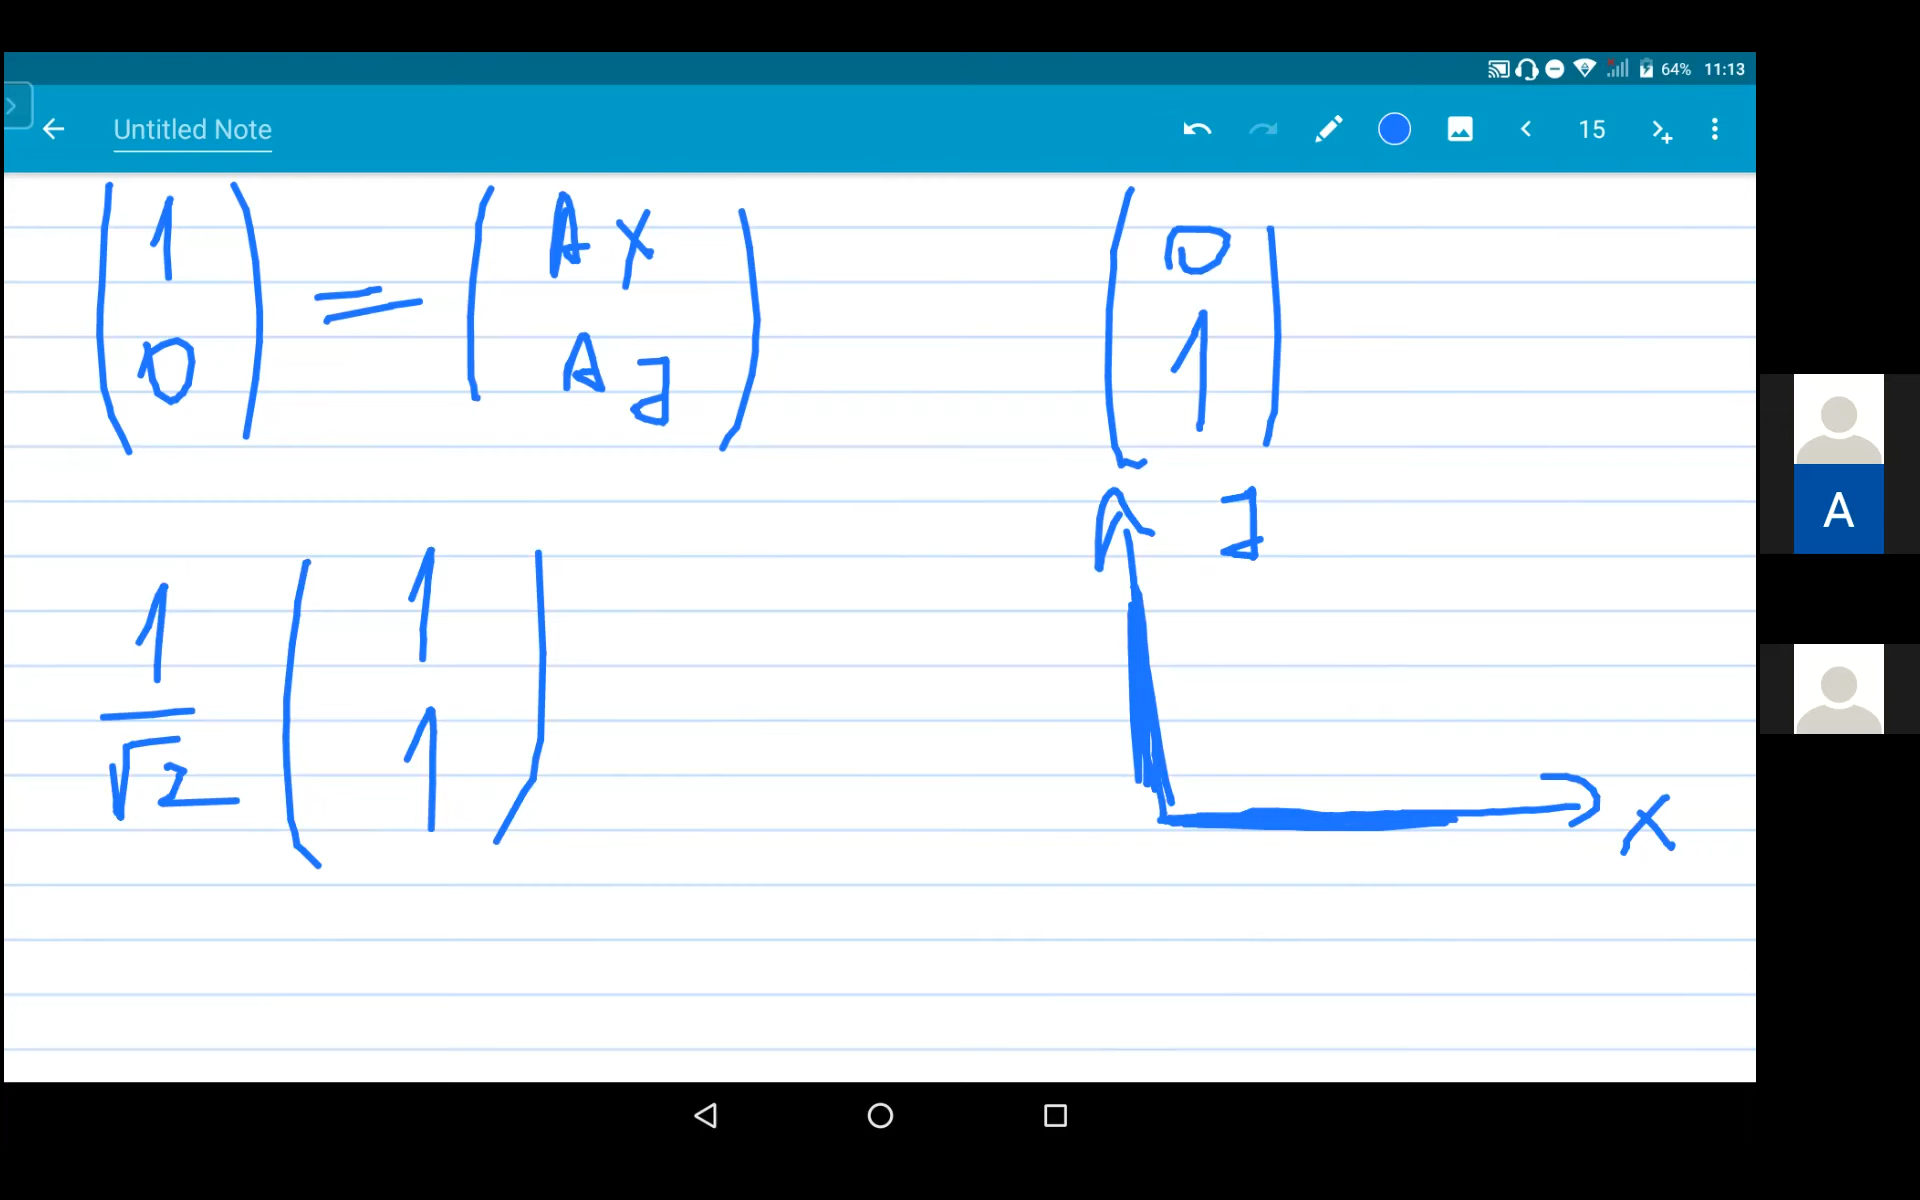 64% 11:13
Untitled Note 15
( 1 ) = ( Ax )
( 0 ) ( Ay )
( 0 )
( 1 )
y
1/√2 ( 1 )
( 1 )
x
A